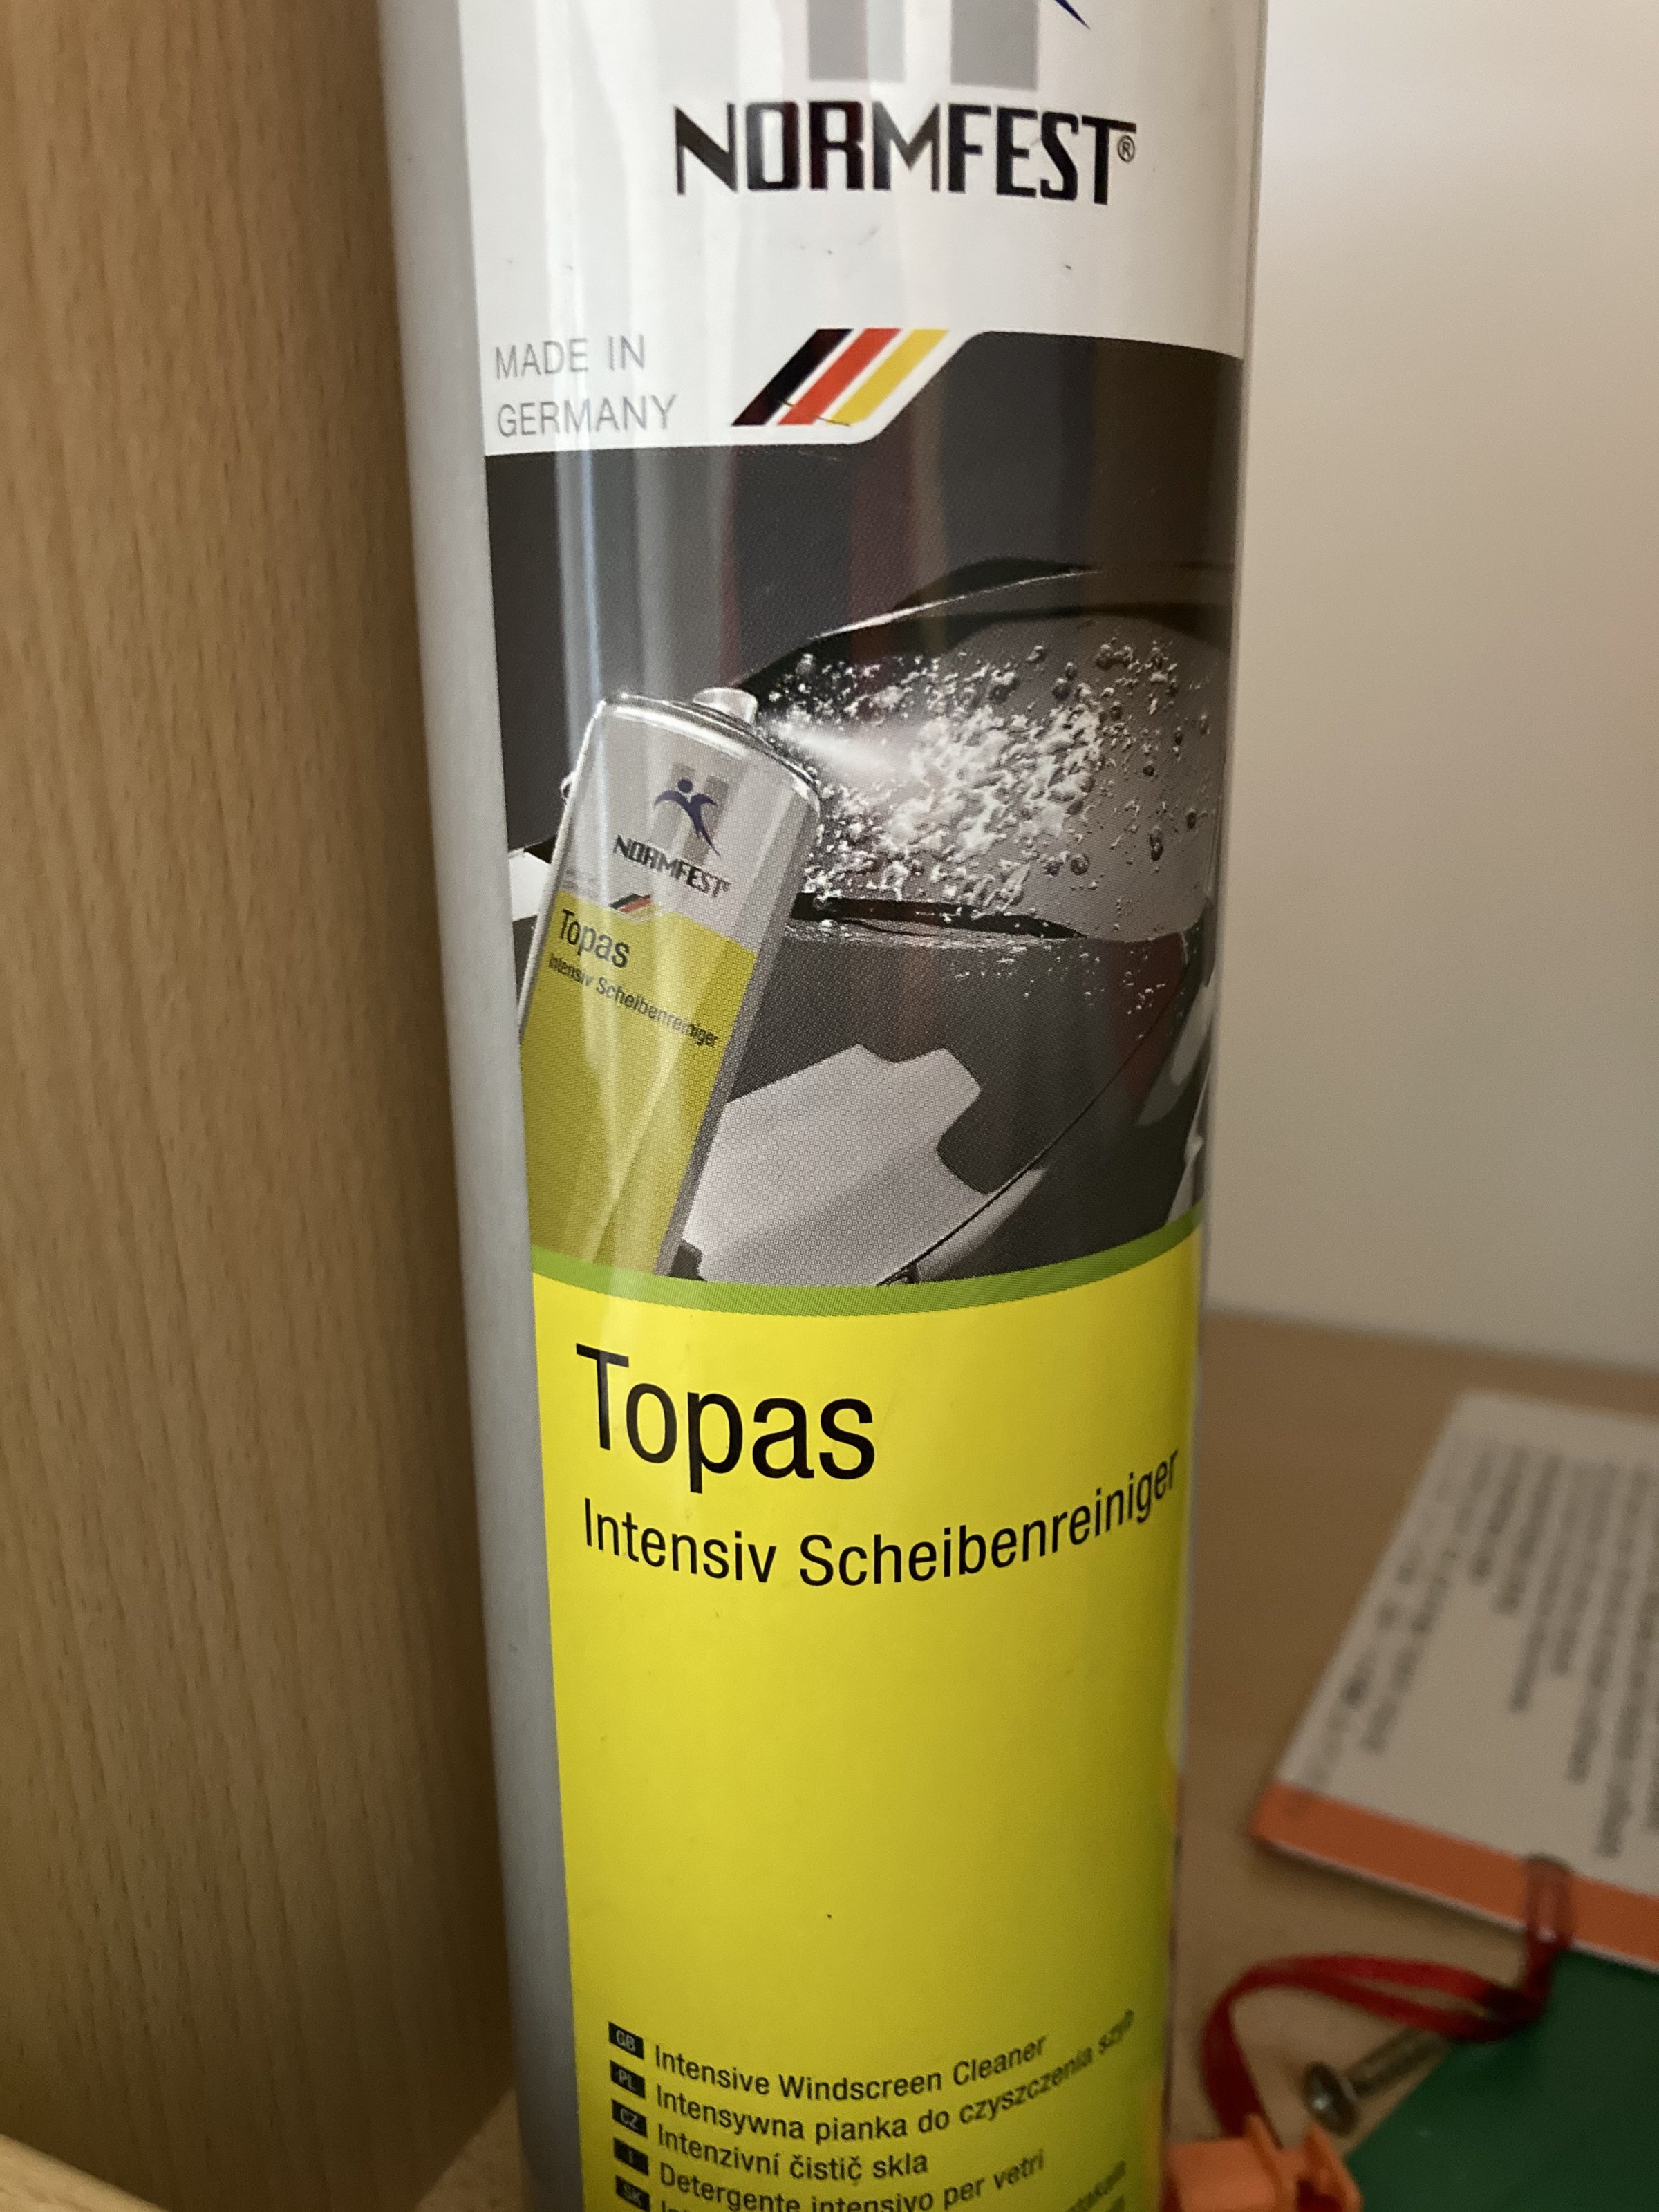 NORMFEST®
MADE IN
GERMANY
NORMFEST
Topas
Intensiv Scheibenreiniger
Topas
Intensiv Scheibenreiniger
GB Intensive Windscreen Cleaner
PL Intensywna pianka do czyszczenia szyb
CZ Intenzivní čistič skla
I Detergente intensivo per vetri
SK